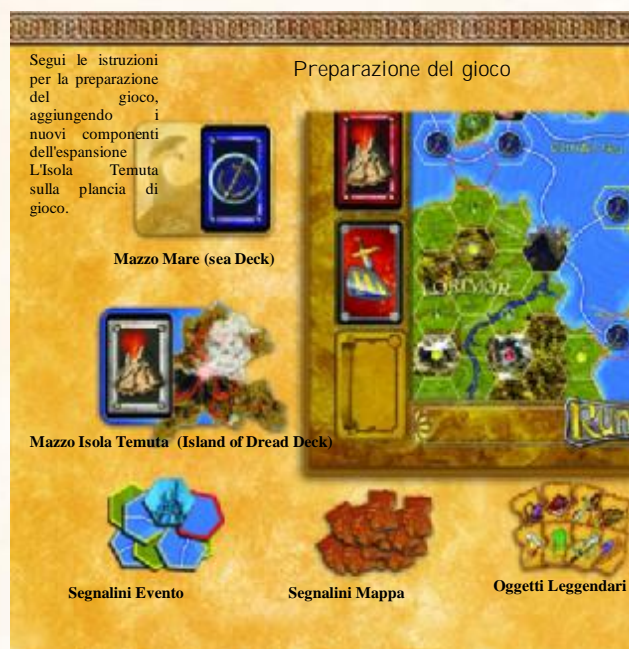 Segui le istruzioni
per la preparazione
del gioco,
aggiungendo i
nuovi componenti
dell'espansione
L'Isola Temuta
sulla plancia di
gioco.
Preparazione del gioco
Mazzo Mare (sea Deck)
LORIMOR
Mazzo Isola Temuta (Island of Dread Deck)
Run
Segnalini Evento
Segnalini Mappa
Oggetti Leggendari